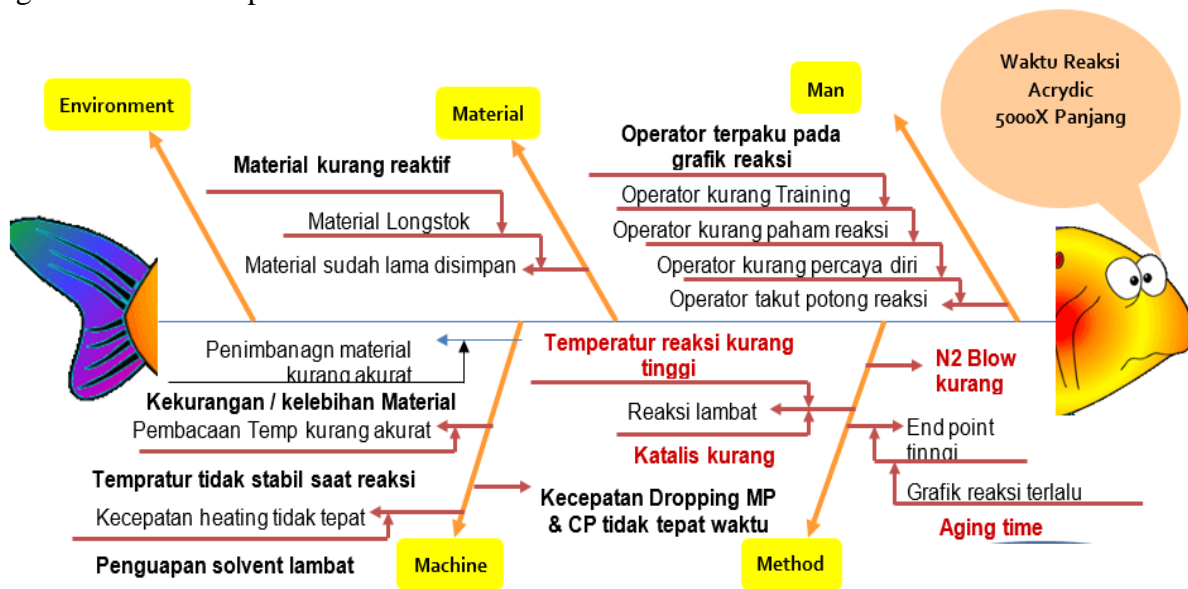 Waktu Reaksi
Acrydic
5000X Panjang
Environment
Material
Man
Material kurang reaktif
Material Longstok
Material sudah lama disimpan
Operator terpaku pada
grafik reaksi
Operator kurang Training
Operator kurang paham reaksi
Operator kurang percaya diri
Operator takut potong reaksi
Penimbanagn material
kurang akurat
Kekurangan / kelebihan Material
Pembacaan Temp kurang akurat
Tempratur tidak stabil saat reaksi
Kecepatan heating tidak tepat
Penguapan solvent lambat
Machine
Kecepatan Dropping MP
& CP tidak tepat waktu
Temperatur reaksi kurang
tinggi
Reaksi lambat
Katalis kurang
N2 Blow
kurang
End point
tinngi
Grafik reaksi terlalu
Aging time
Method